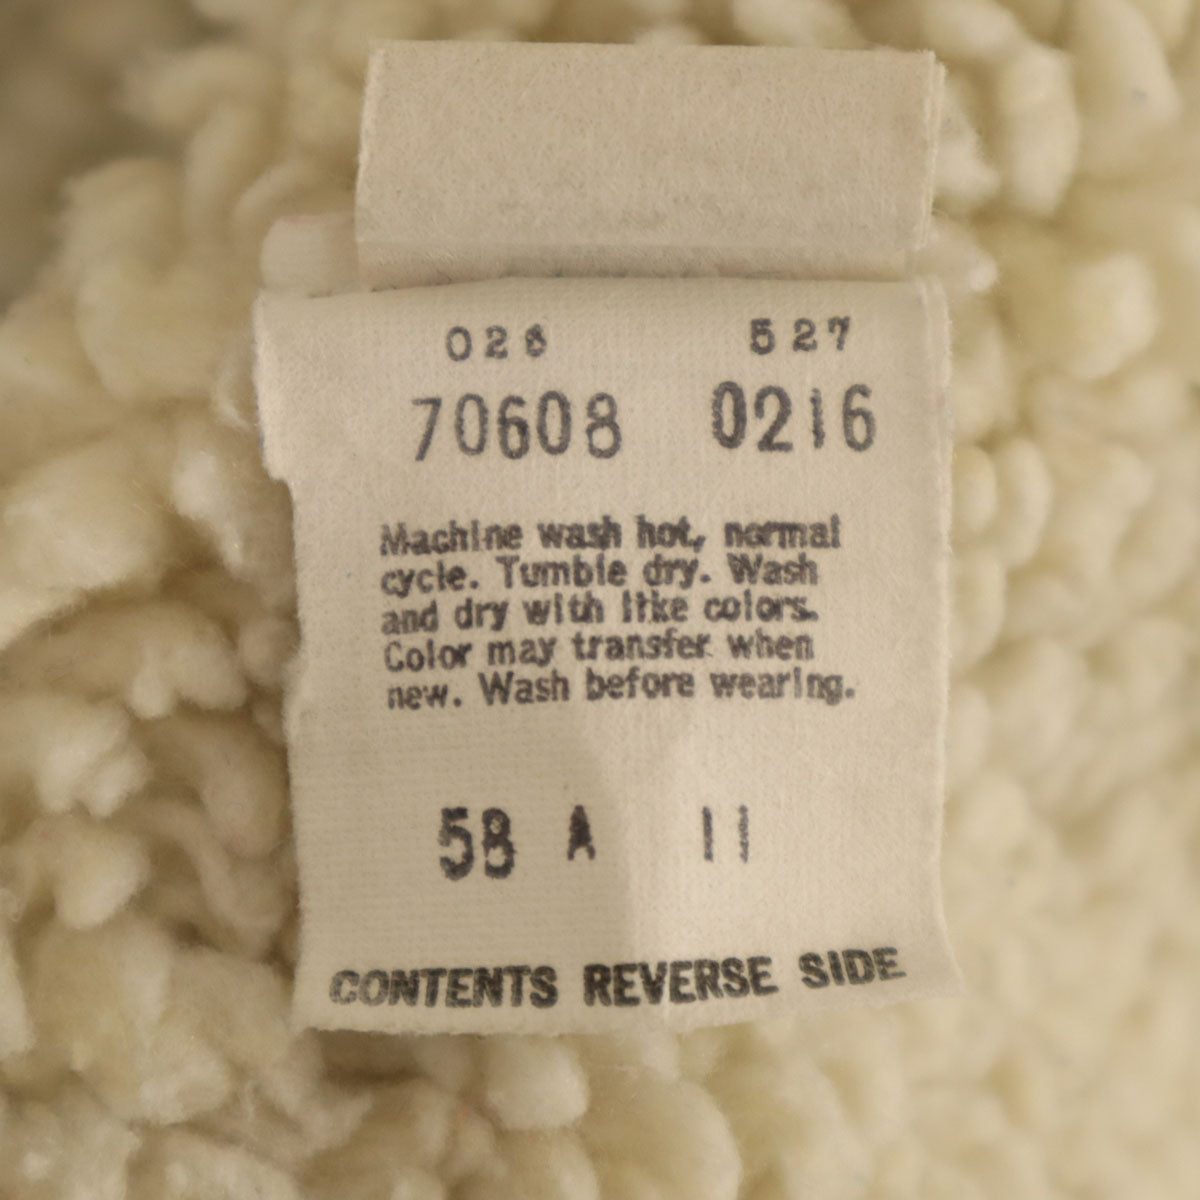 026 527
70608 0216
Machine wash hot, normal
cycle. Tumble dry. Wash
and dry with like colors.
Color may transfer when
new. Wash before wearing.
58 A 11
CONTENTS REVERSE SIDE